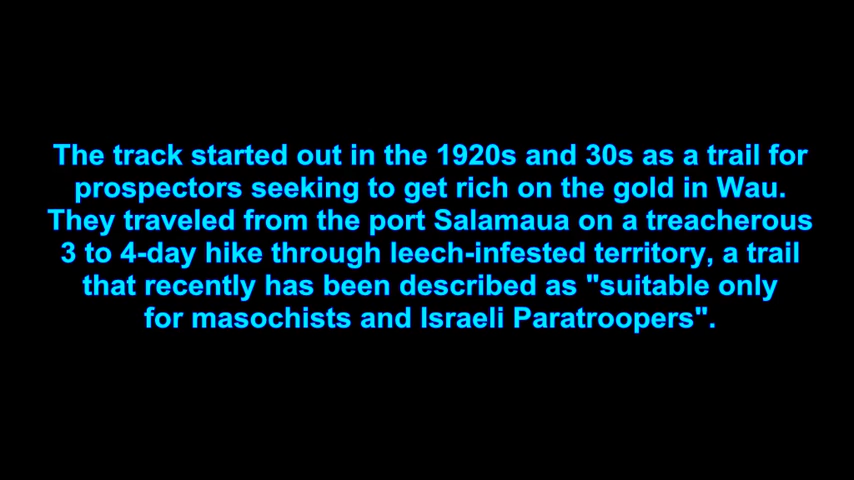 The track started out in the 1920s and 30s as a trail for
prospectors seeking to get rich on the gold in Wau.
They traveled from the port Salamaua on a treacherous
3 to 4-day hike through leech-infested territory, a trail
that recently has been described as "suitable only
for masochists and Israeli Paratroopers".